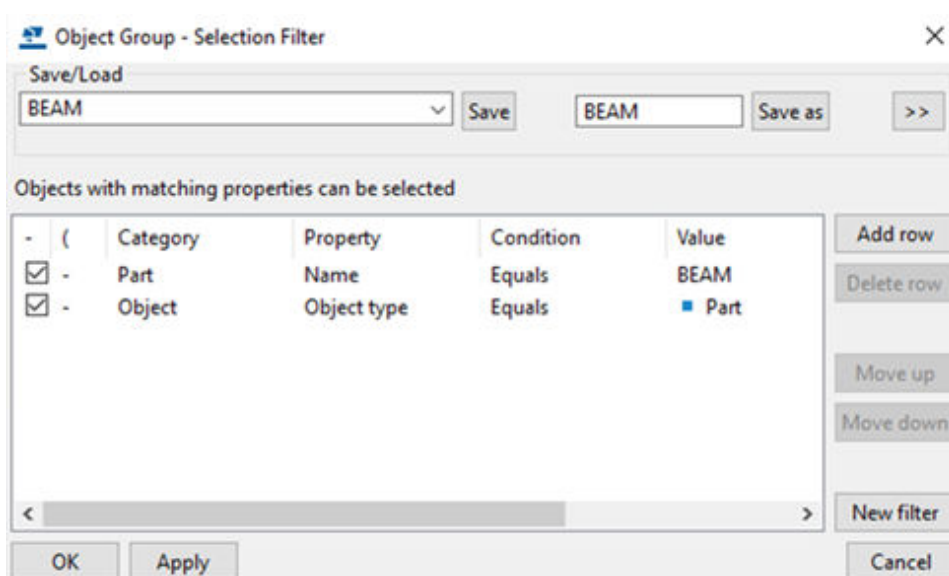 Object Group - Selection Filter
Save/Load
BEAM Save BEAM Save as >>
Objects with matching properties can be selected
- ( Category Property Condition Value
- Part Name Equals BEAM
- Object Object type Equals Part
Add row
Delete row
Move up
Move down
New filter
OK Apply Cancel